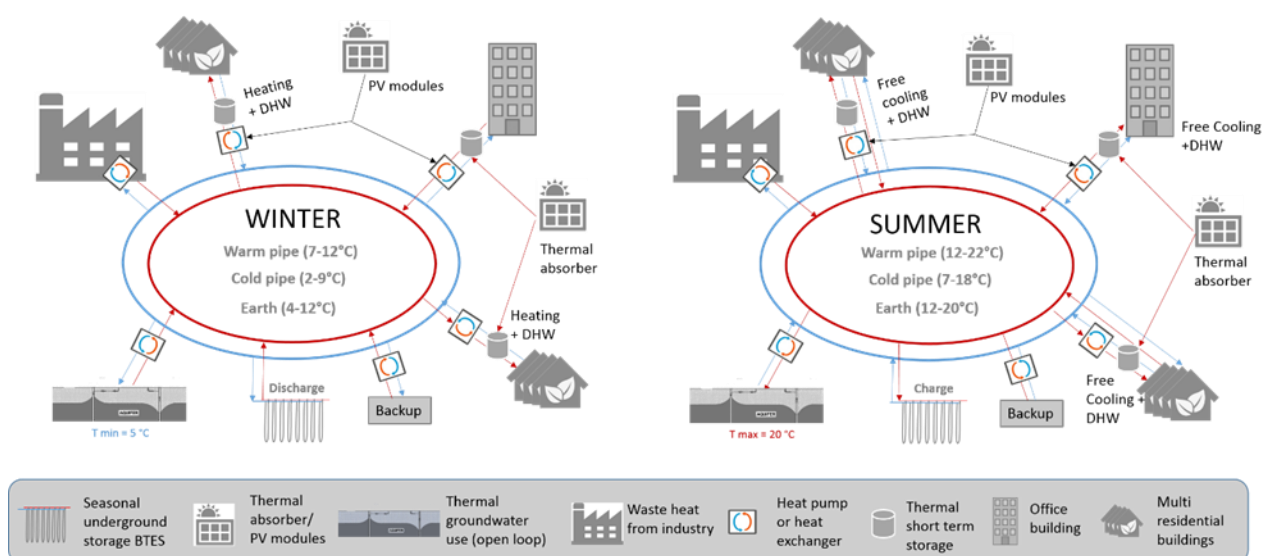 Heating
+ DHW
PV modules
WINTER
Warm pipe (7-12°C)
Cold pipe (2-9°C)
Earth (4-12°C)
Thermal
absorber
Heating
+ DHW
Discharge
Backup
T min = 5 °C
Free
cooling
+ DHW
PV modules
Free Cooling
+DHW
SUMMER
Warm pipe (12-22°C)
Cold pipe (7-18°C)
Earth (12-20°C)
Thermal
absorber
Free
Cooling +
DHW
Charge
Backup
T max = 20 °C
Seasonal
underground
storage BTES
Thermal
absorber/
PV modules
Thermal
groundwater
use (open loop)
Waste heat
from industry
Heat pump
or heat
exchanger
Thermal
short term
storage
Office
building
Multi
residential
buildings